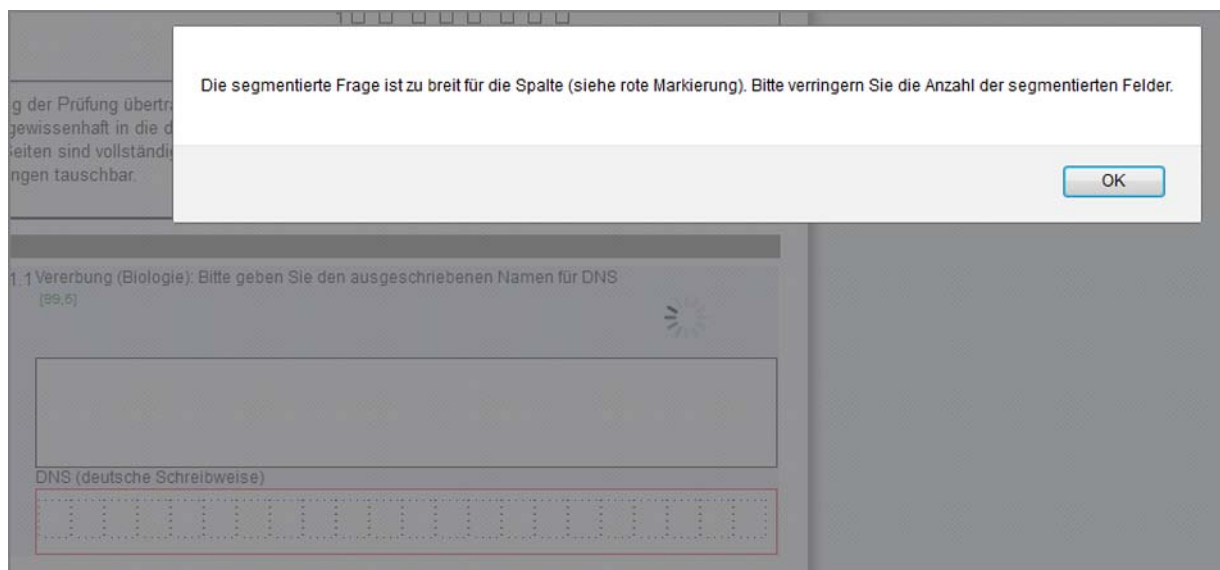 Die segmentierte Frage ist zu breit für die Spalte (siehe rote Markierung). Bitte verringern Sie die Anzahl der segmentierten Felder.
g der Prüfung übertr
gewissenhaft in die d
Seiten sind vollständi
ngen tauschbar.
OK
1.1 Vererbung (Biologie): Bitte geben Sie den ausgeschriebenen Namen für DNS
[99,5]
DNS (deutsche Schreibweise)